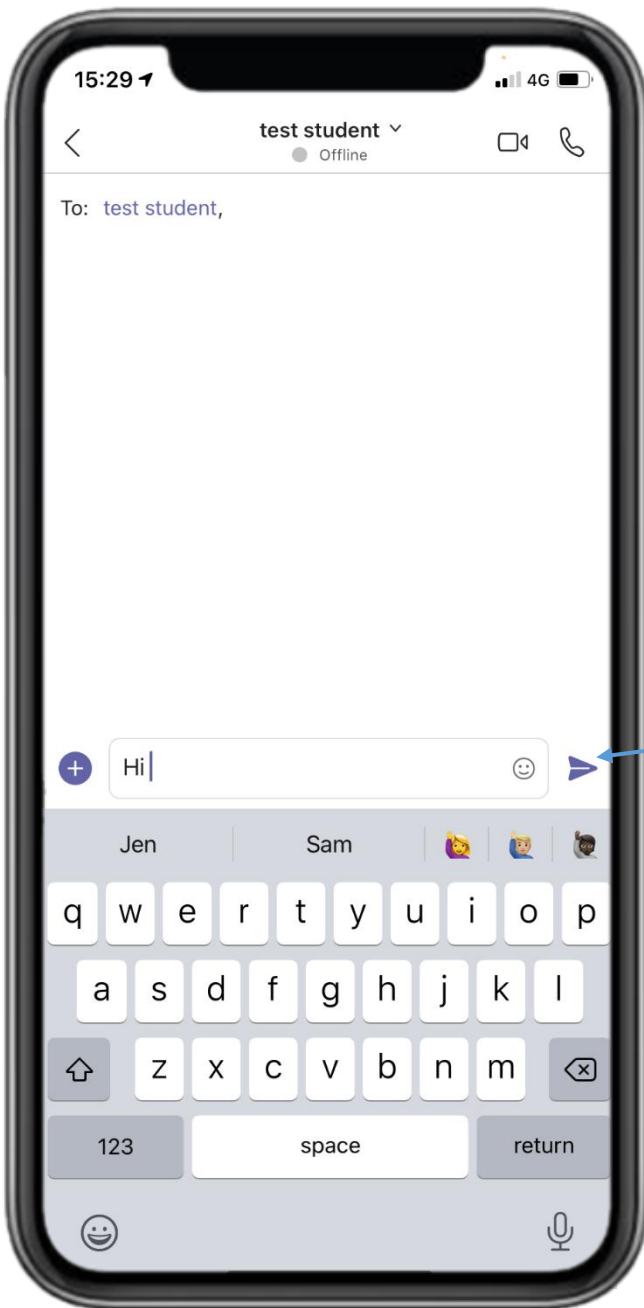 15:29
4G
test student
Offline
To: test student,
Hi
Jen Sam
q w e r t y u i o p
a s d f g h j k l
z x c v b n m
123 space return